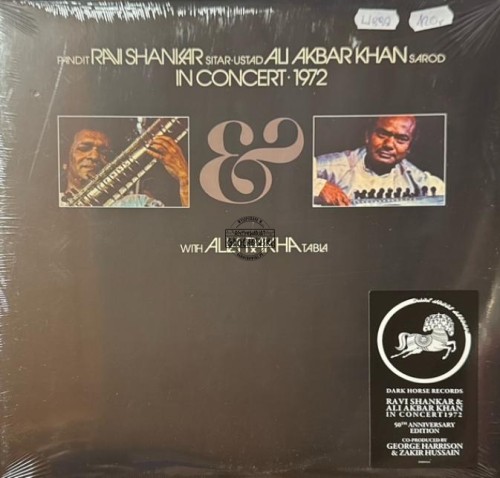 PANDIT RAVI SHANKAR SITAR·USTAD ALI AKBAR KHAN SAROD
IN CONCERT·1972
&
WITH ALLA RAKHA TABLA
DARK HORSE RECORDS
RAVI SHANKAR &
ALI AKBAR KHAN
IN CONCERT 1972
50TH ANNIVERSARY
EDITION
CO-PRODUCED BY
GEORGE HARRISON
& ZAKIR HUSSAIN